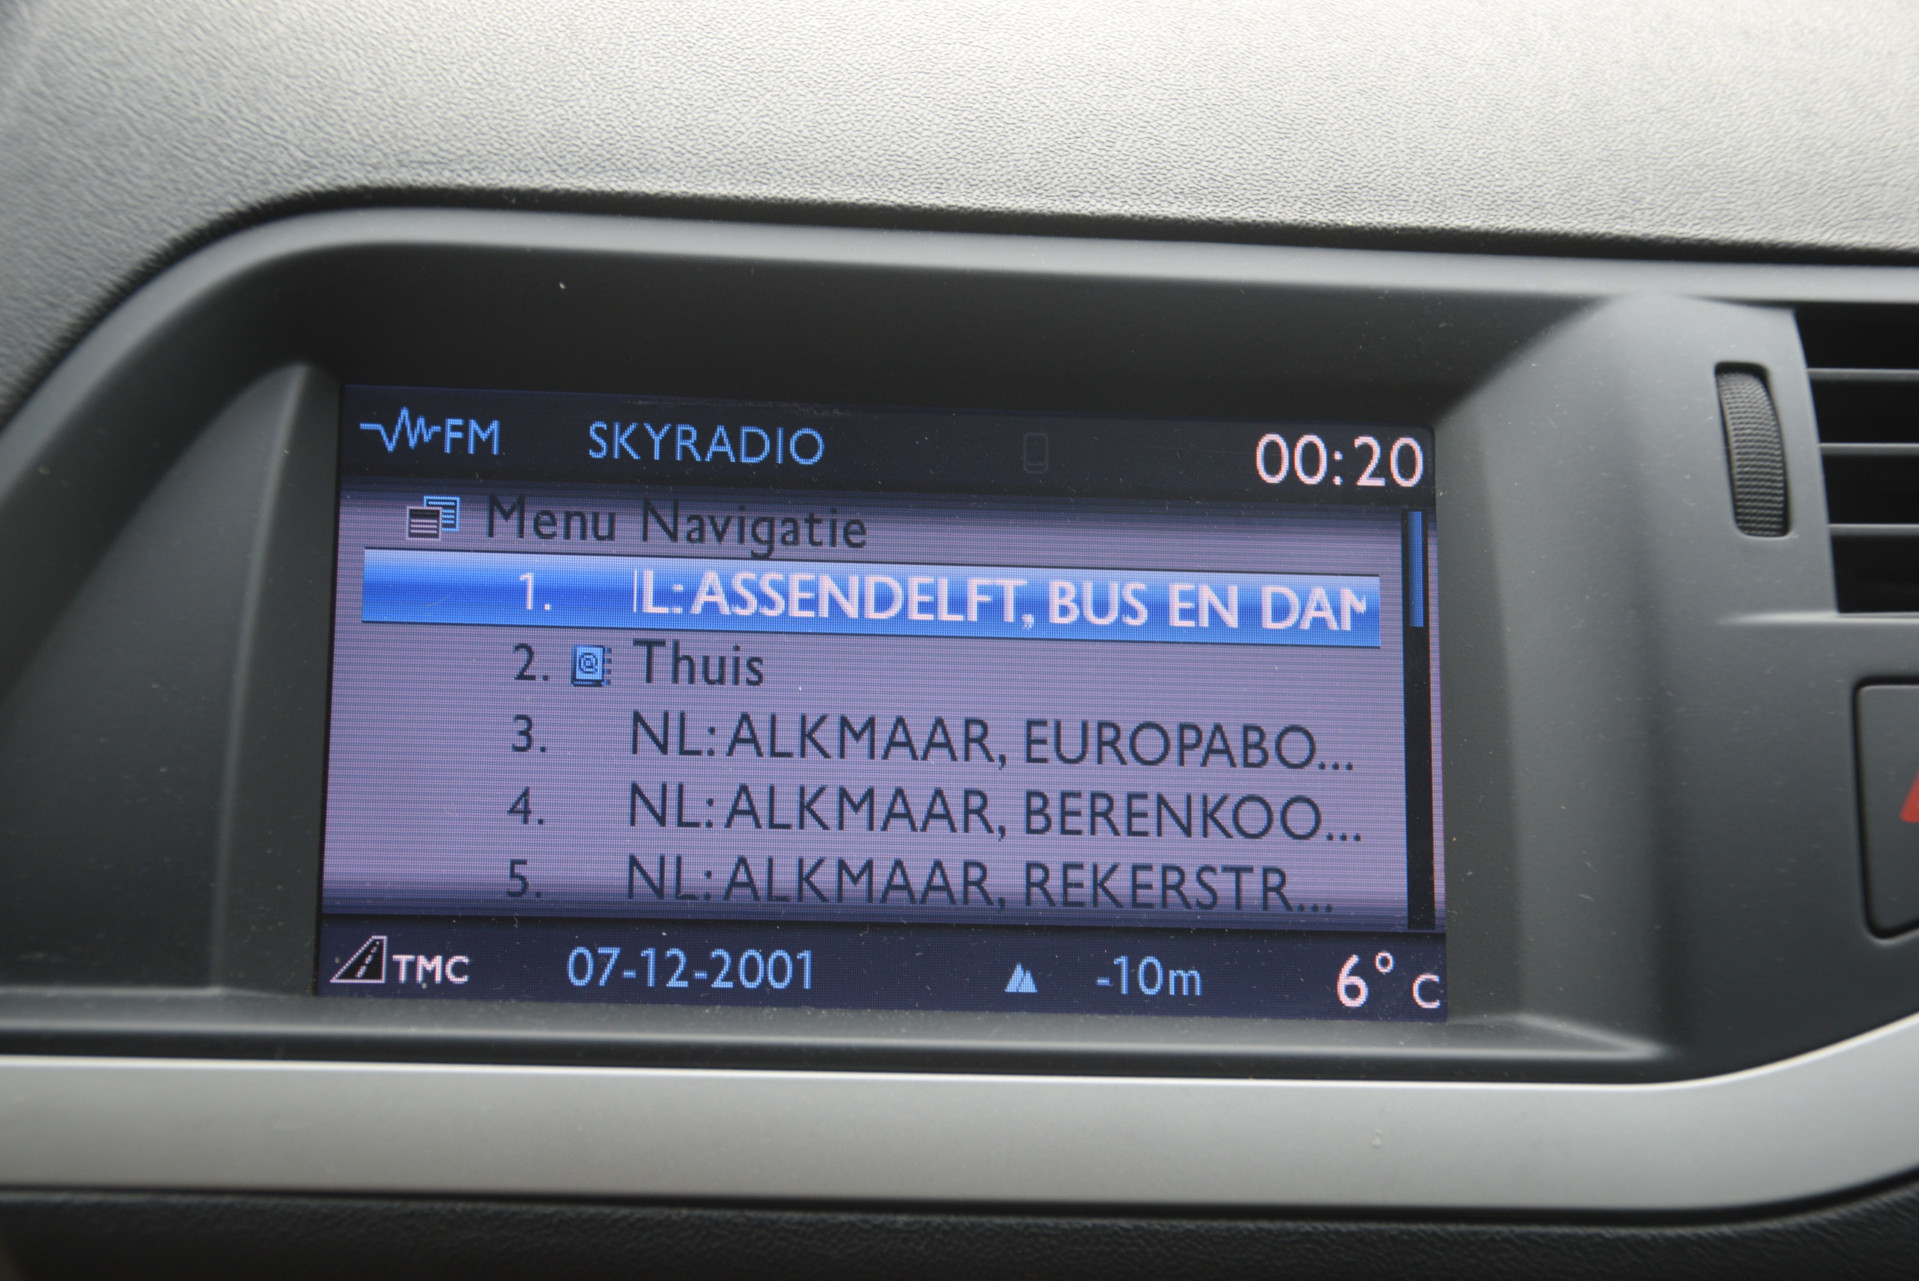 FM SKYRADIO 00:20
Menu Navigatie
1. L: ASSENDELFT, BUS EN DAM
2. Thuis
3. NL: ALKMAAR, EUROPABO...
4. NL: ALKMAAR, BERENKOO...
5. NL: ALKMAAR, REKERSTR...
TMC 07-12-2001 -10m 6° C